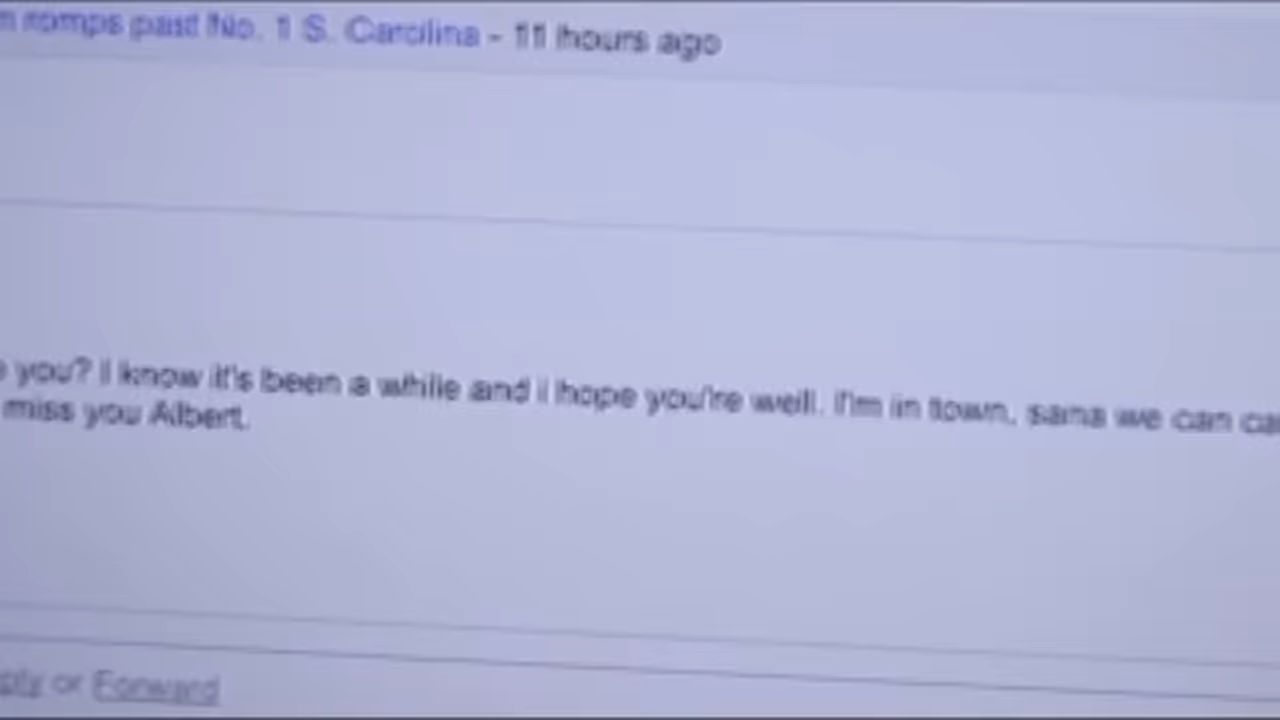 romps past No. 1 S. Carolina - 11 hours ago
you? I know it's been a while and i hope you're well. I'm in town, sana we can
miss you Albert.
or Forward